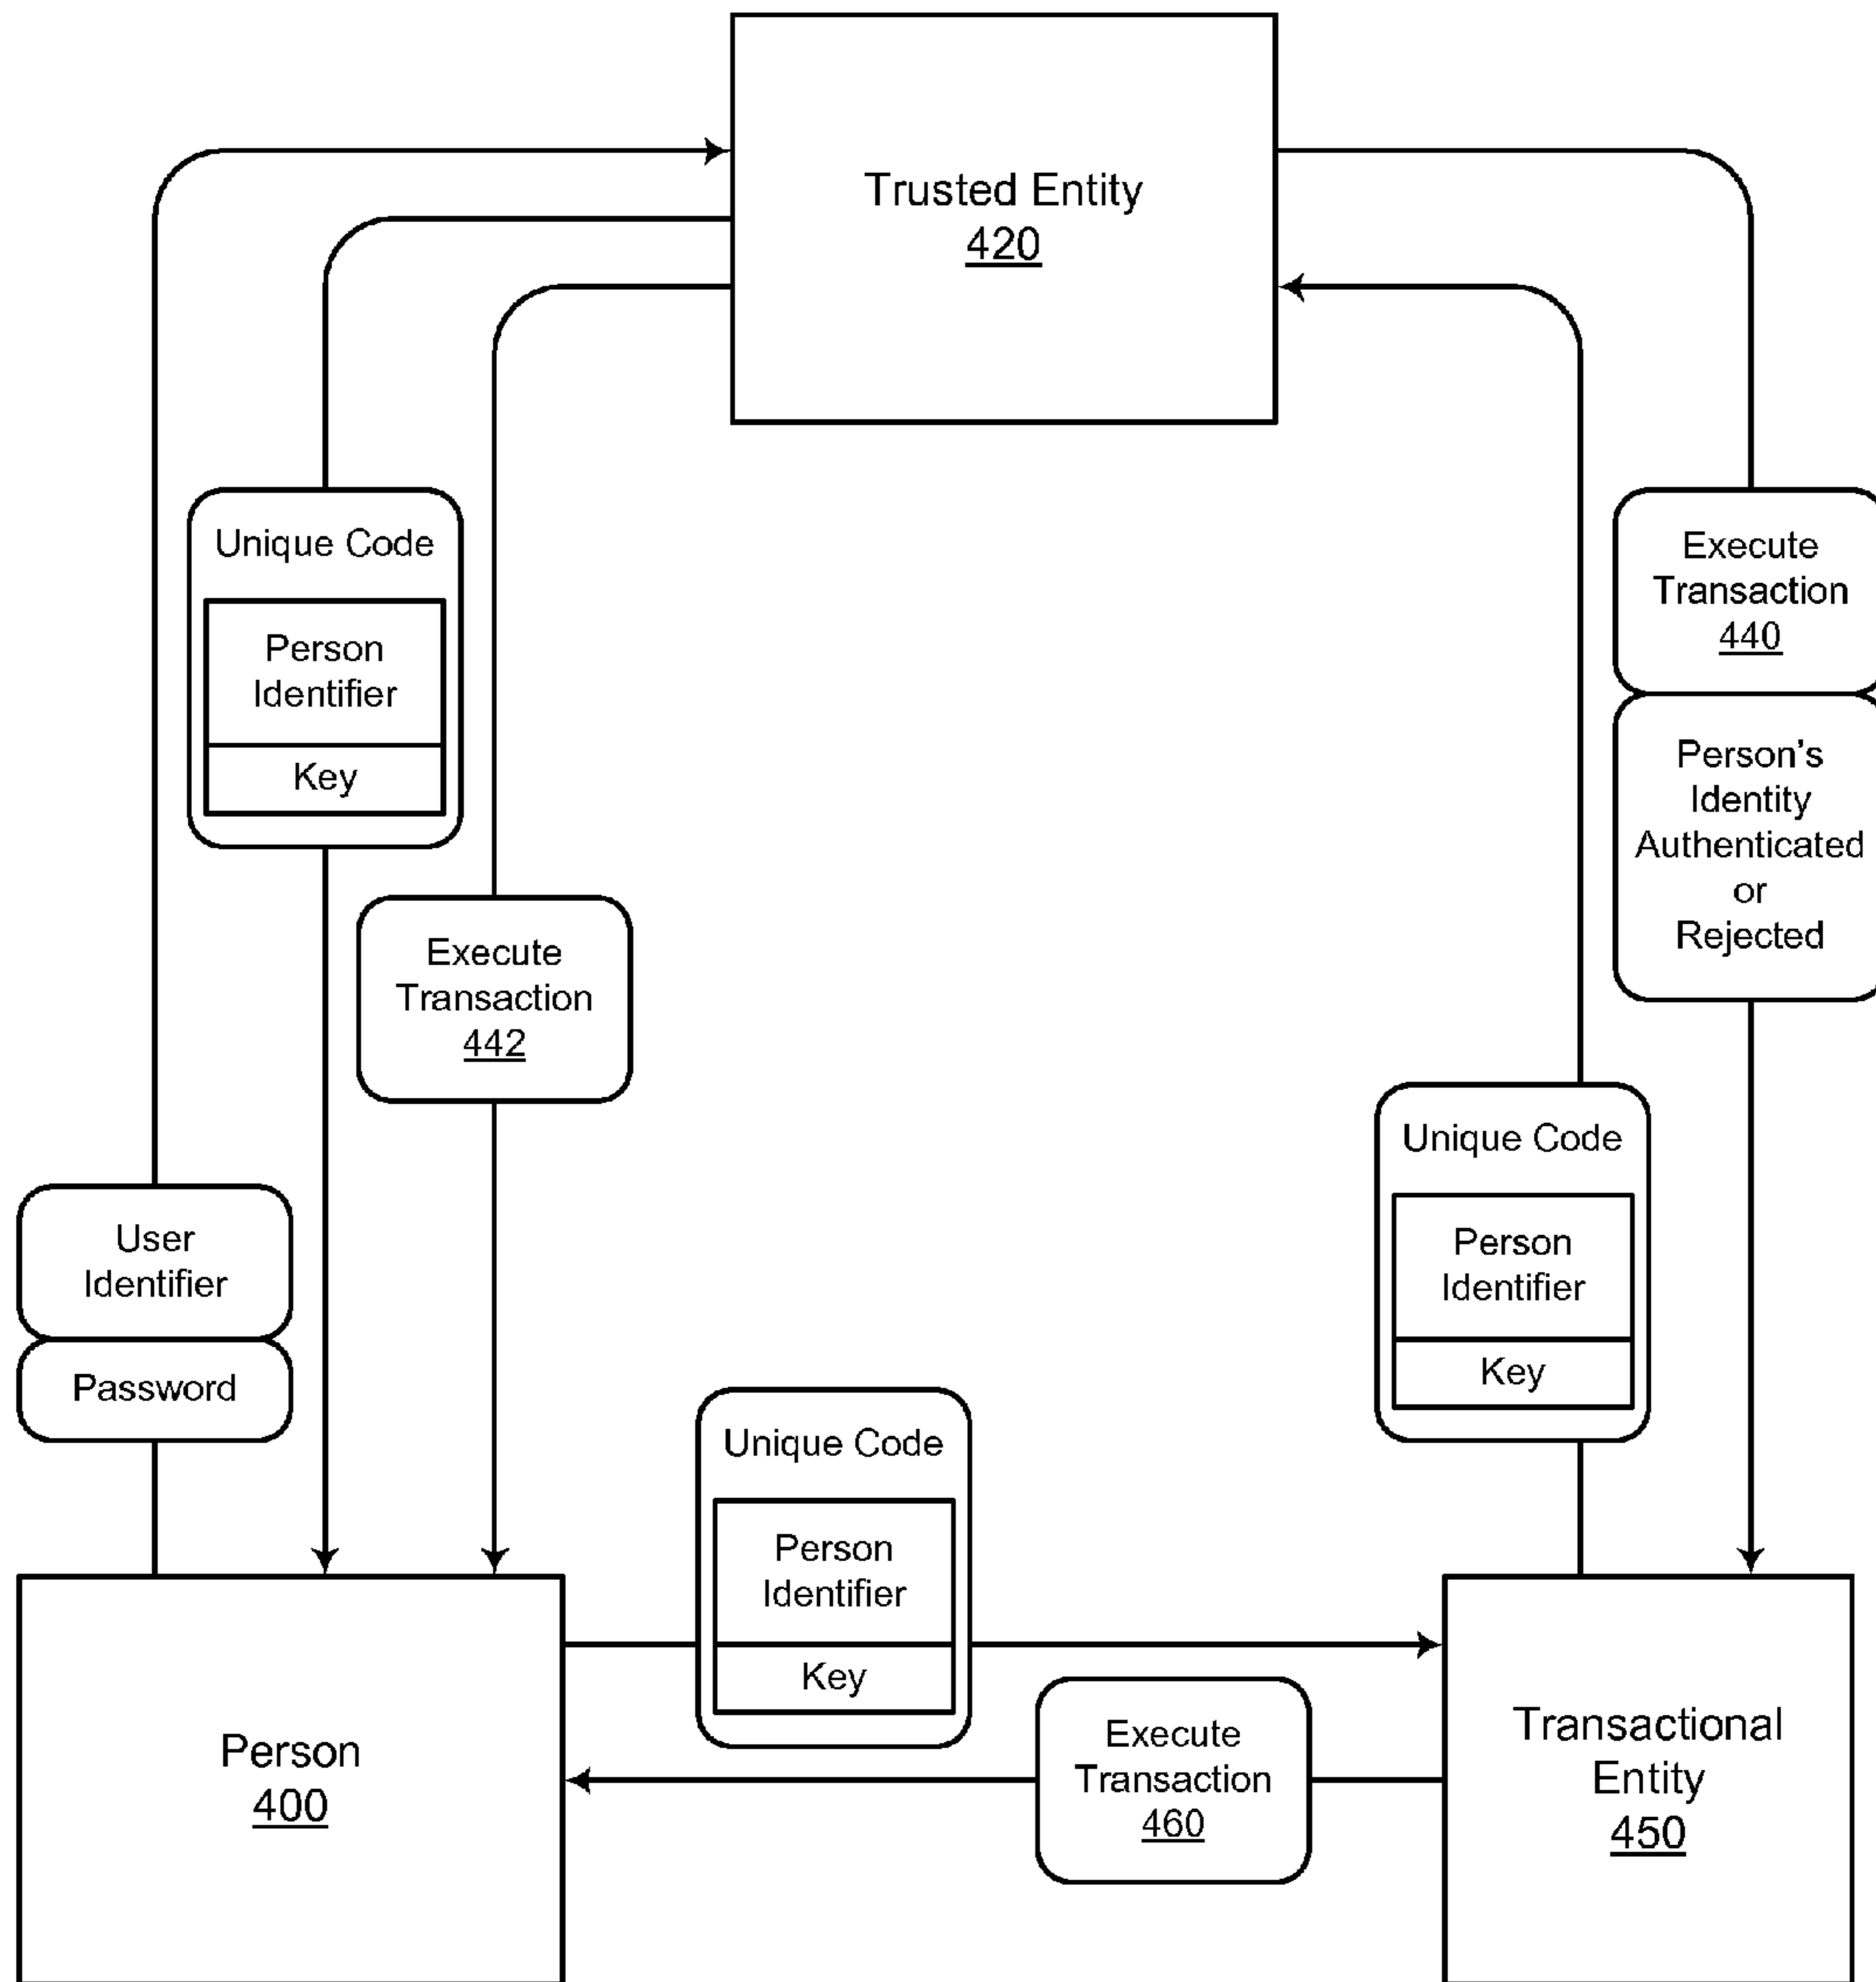 Trusted Entity
420
Unique Code
Person
Identifier
Key
Execute
Transaction
440
Person's
Identity
Authenticated
or
Rejected
Execute
Transaction
442
Unique Code
Person
Identifier
Key
User
Identifier
Password
Unique Code
Person
Identifier
Key
Person
400
Execute
Transaction
460
Transactional
Entity
450